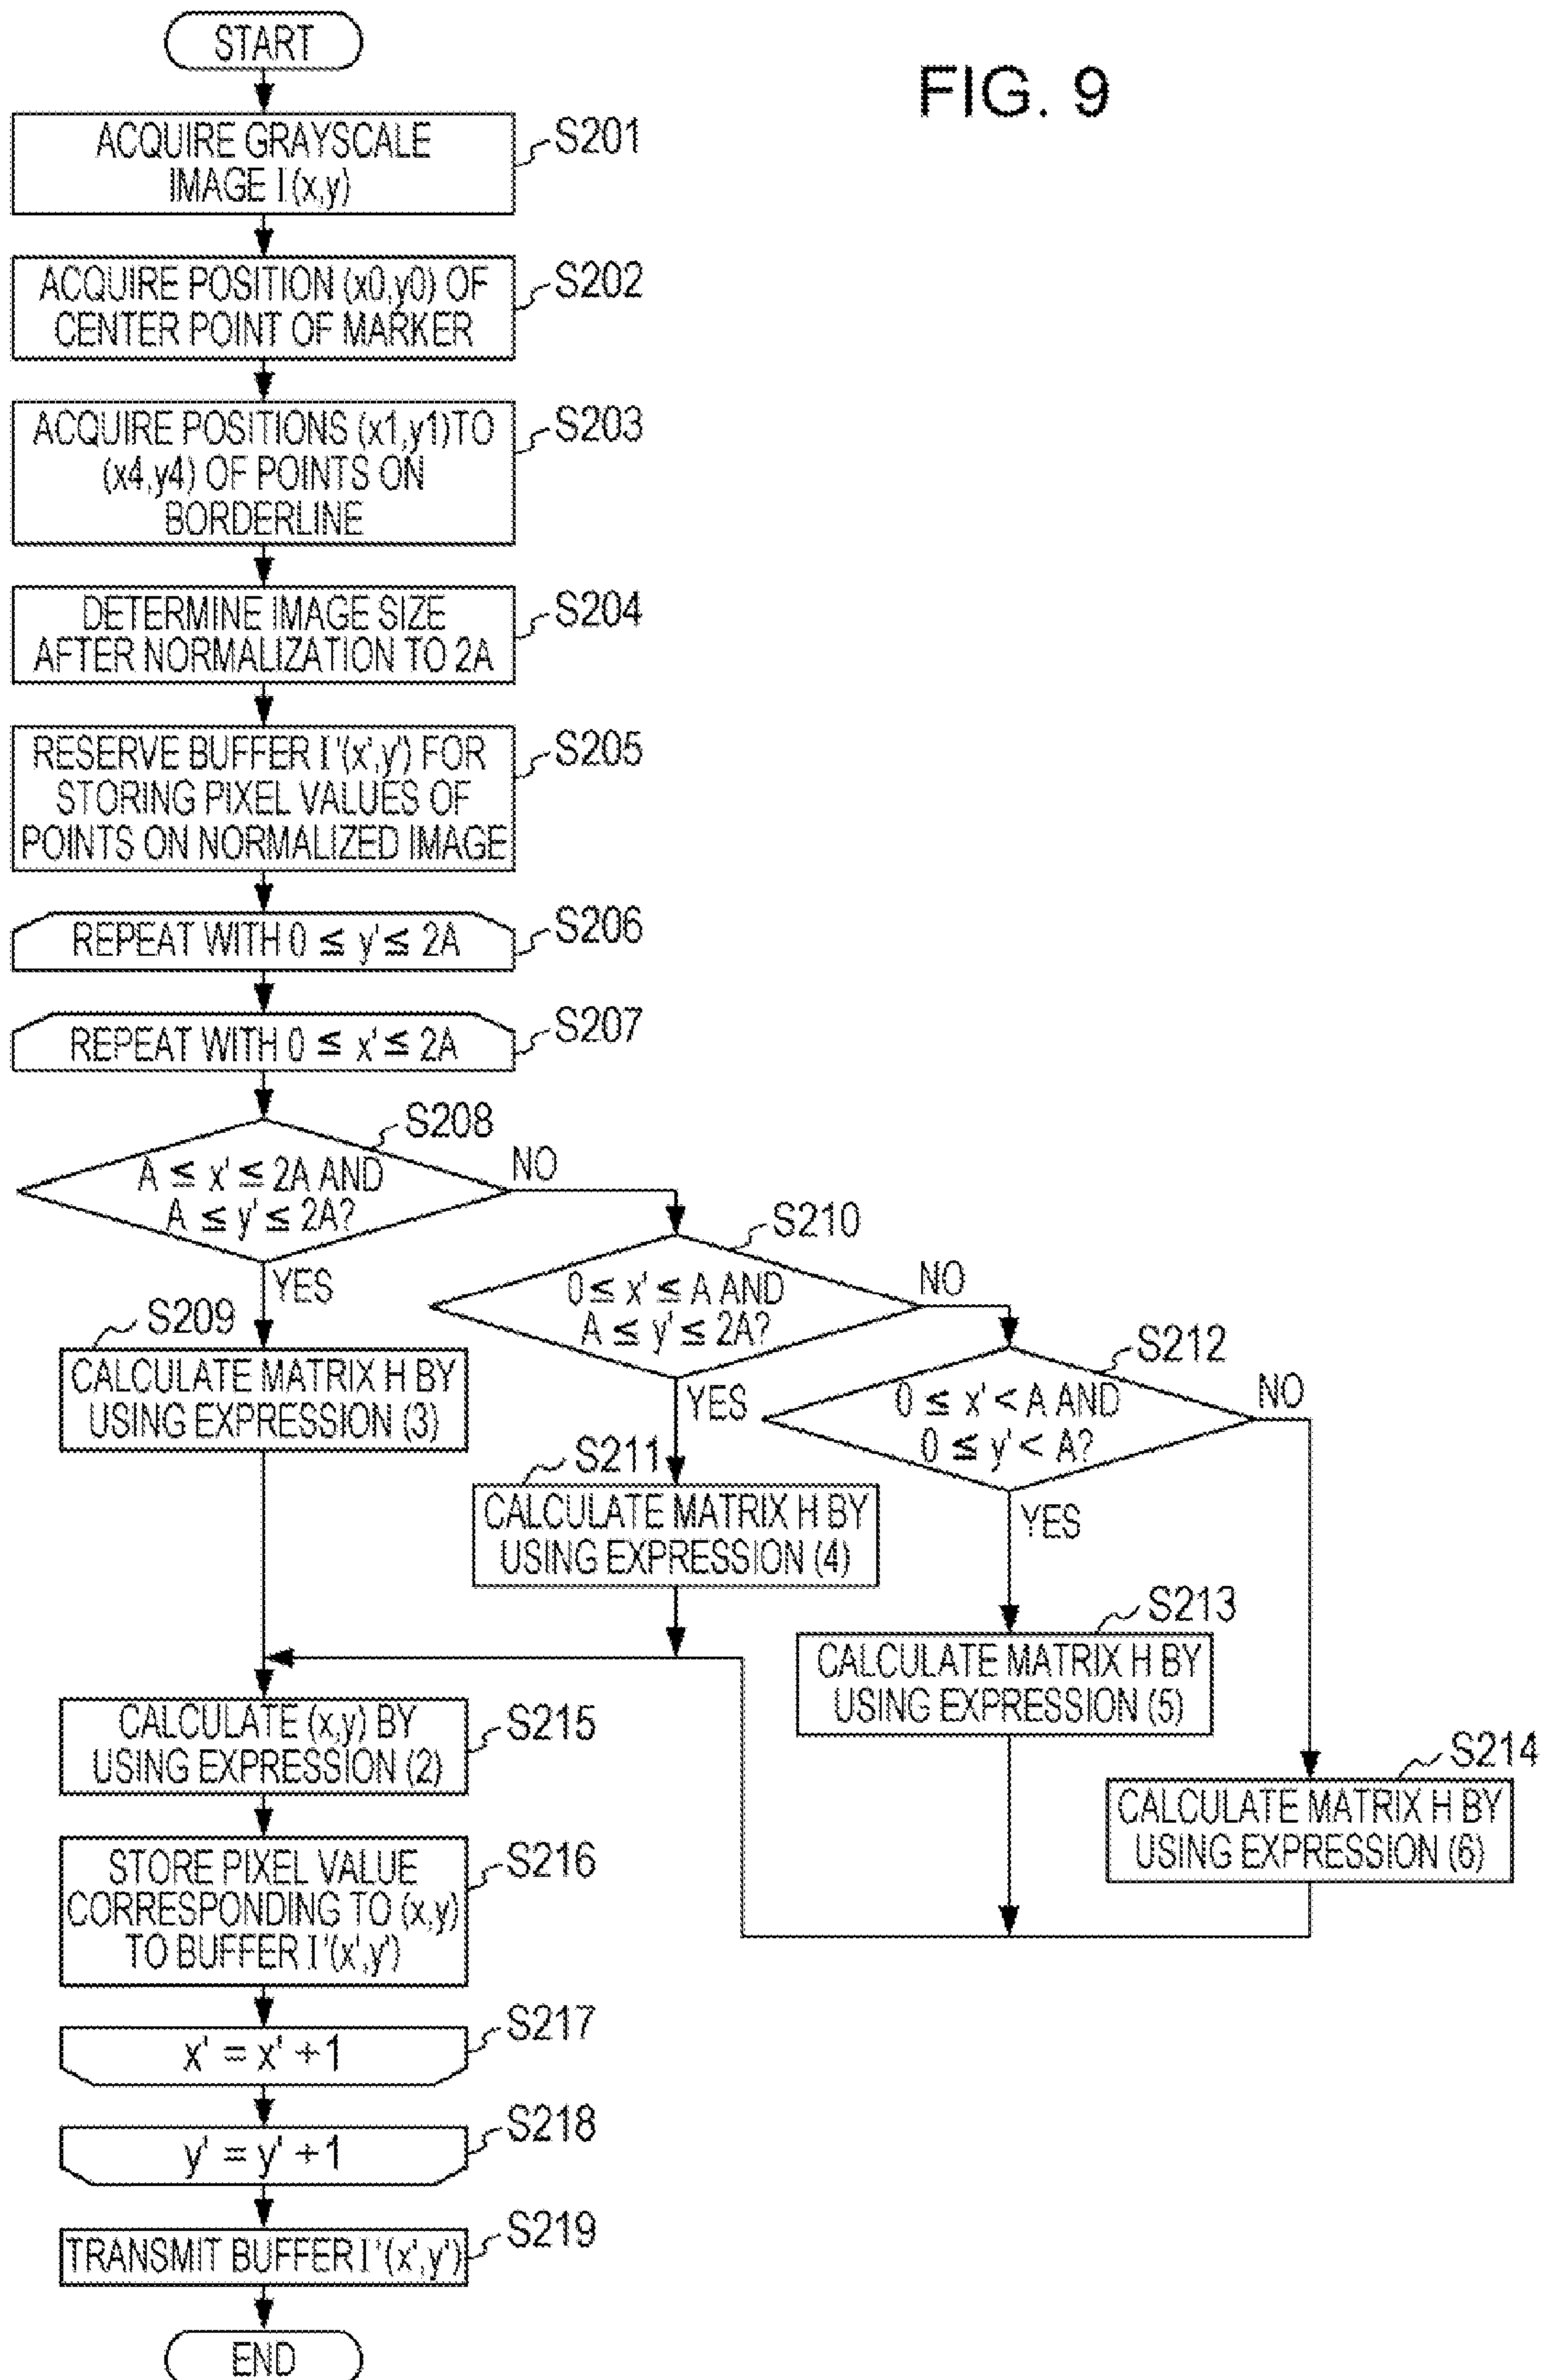 FIG. 9
START
ACQUIRE GRAYSCALE
IMAGE I(x,y)
S201
ACQUIRE POSITION (x0,y0) OF
CENTER POINT OF MARKER
S202
ACQUIRE POSITIONS (x1,y1)TO
(x4,y4) OF POINTS ON
BORDERLINE
S203
DETERMINE IMAGE SIZE
AFTER NORMALIZATION TO 2A
S204
RESERVE BUFFER I'(x',y') FOR
STORING PIXEL VALUES OF
POINTS ON NORMALIZED IMAGE
S205
REPEAT WITH 0 ≦ y' ≦ 2A
S206
REPEAT WITH 0 ≦ x' ≦ 2A
S207
S208
A ≦ x' ≦ 2A AND
A ≦ y' ≦ 2A?
NO
YES
S209
CALCULATE MATRIX H BY
USING EXPRESSION (3)
S210
0 ≦ x' ≦ A AND
A ≦ y' ≦ 2A?
NO
YES
S211
CALCULATE MATRIX H BY
USING EXPRESSION (4)
S212
0 ≦ x' < A AND
0 ≦ y' < A?
NO
YES
S213
CALCULATE MATRIX H BY
USING EXPRESSION (5)
S214
CALCULATE MATRIX H BY
USING EXPRESSION (6)
CALCULATE (x,y) BY
USING EXPRESSION (2)
S215
STORE PIXEL VALUE
CORRESPONDING TO (x,y)
TO BUFFER I'(x',y')
S216
x' = x' +1
S217
y' = y' +1
S218
TRANSMIT BUFFER I'(x',y')
S219
END